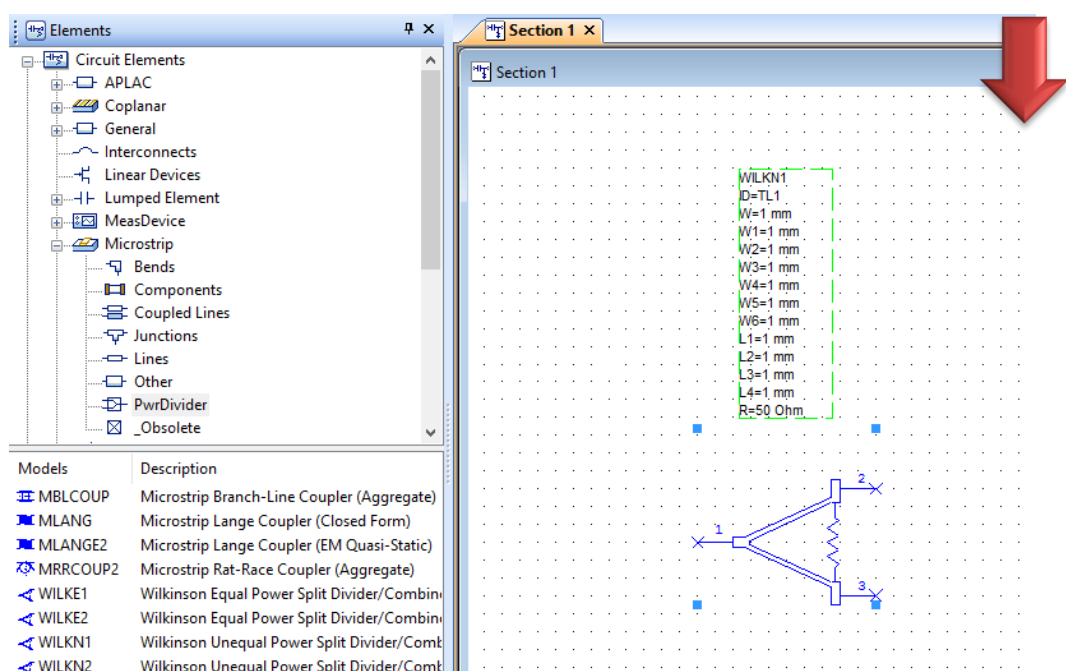 Elements
Circuit Elements
APLAC
Coplanar
General
Interconnects
Linear Devices
Lumped Element
MeasDevice
Microstrip
Bends
Components
Coupled Lines
Junctions
Lines
Other
PwrDivider
_Obsolete
Models Description
MBLCOUP Microstrip Branch-Line Coupler (Aggregate)
MLANG Microstrip Lange Coupler (Closed Form)
MLANGE2 Microstrip Lange Coupler (EM Quasi-Static)
MRRCOUP2 Microstrip Rat-Race Coupler (Aggregate)
WILKE1 Wilkinson Equal Power Split Divider/Combin
WILKE2 Wilkinson Equal Power Split Divider/Combin
WILKN1 Wilkinson Unequal Power Split Divider/Comb
WILKN2 Wilkinson Unequal Power Split Divider/Comb
Section 1
Section 1
WILKN1
ID=TL1
W=1 mm
W1=1 mm
W2=1 mm
W3=1 mm
W4=1 mm
W5=1 mm
W6=1 mm
L1=1 mm
L2=1 mm
L3=1 mm
L4=1 mm
R=50 Ohm
2
1
3